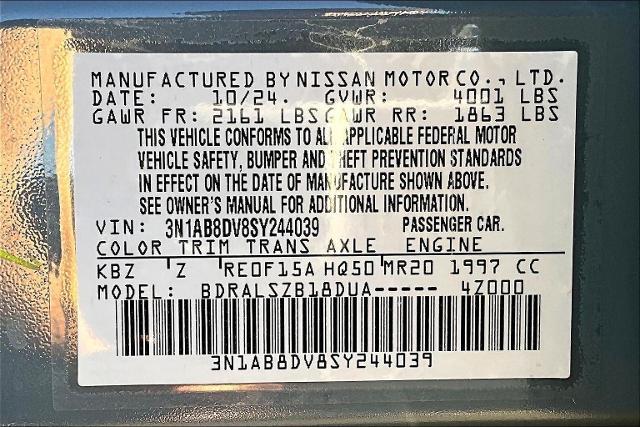 MANUFACTURED BY NISSAN MOTOR CO., LTD.
DATE: 10/24. GVWR: 4001 LBS
GAWR FR: 2161 LBS GAWR RR: 1863 LBS
THIS VEHICLE CONFORMS TO ALL APPLICABLE FEDERAL MOTOR
VEHICLE SAFETY, BUMPER AND THEFT PREVENTION STANDARDS
IN EFFECT ON THE DATE OF MANUFACTURE SHOWN ABOVE.
SEE OWNER'S MANUAL FOR ADDITIONAL INFORMATION.
VIN: 3N1AB8DV8SY244039 PASSENGER CAR.
COLOR TRIM TRANS AXLE ENGINE
KBZ Z RE0F15A HQ50 MR20 1997 CC
MODEL: BDRALSZB18DUA----- 4Z000
3N1AB8DV8SY244039